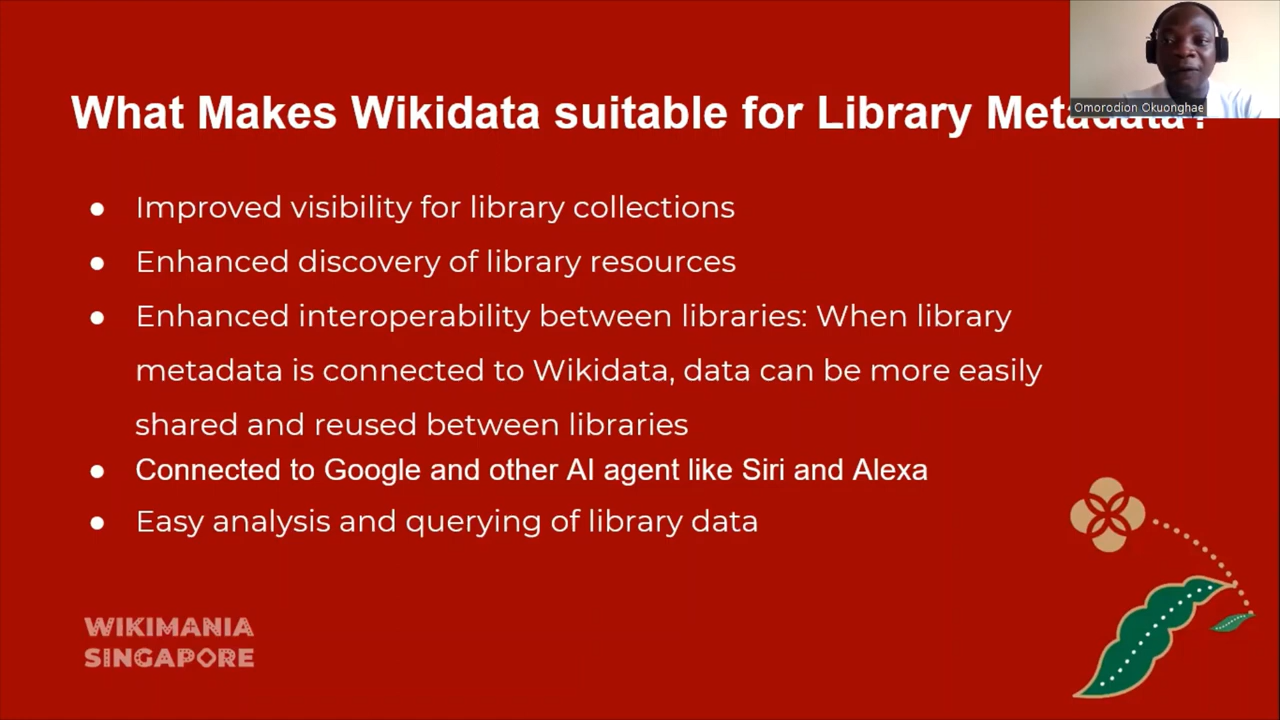 What Makes Wikidata suitable for Library Metadata?
Omorodion Okuonghae
● Improved visibility for library collections
● Enhanced discovery of library resources
● Enhanced interoperability between libraries: When library
metadata is connected to Wikidata, data can be more easily
shared and reused between libraries
● Connected to Google and other AI agent like Siri and Alexa
● Easy analysis and querying of library data
WIKIMANIA
SINGAPORE